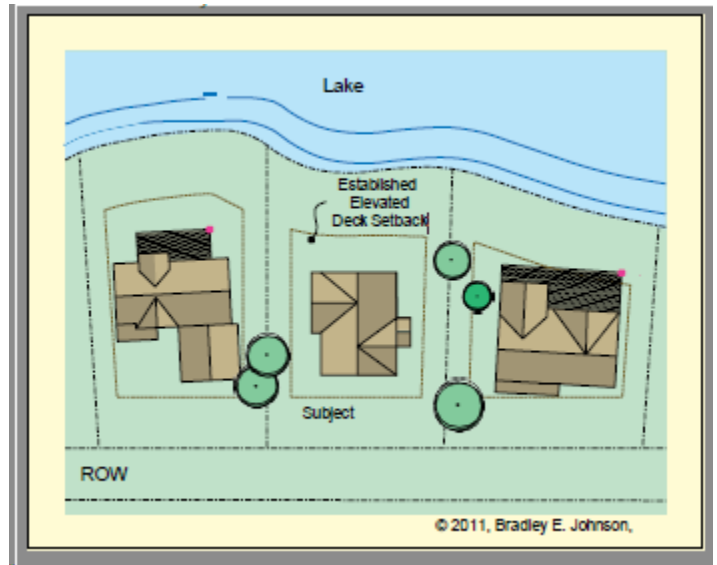 Lake
Established
Elevated
Deck Setback
Subject
ROW
© 2011, Bradley E. Johnson,